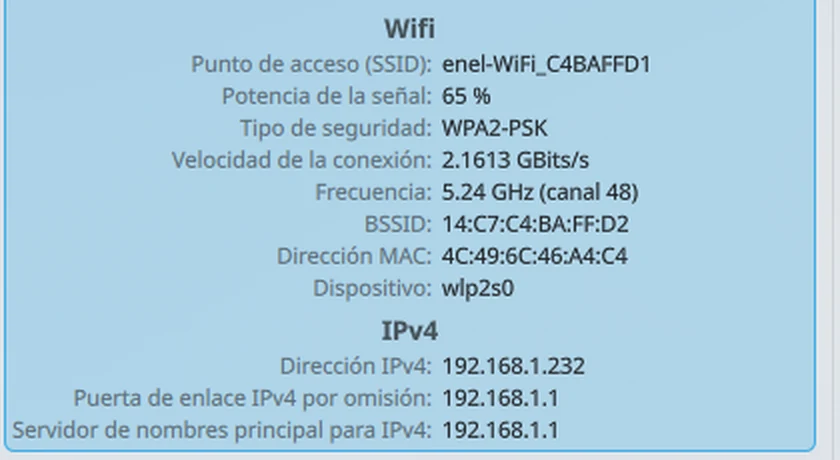 Wifi
Punto de acceso (SSID): enel-WiFi_C4BAFFD1
Potencia de la señal: 65 %
Tipo de seguridad: WPA2-PSK
Velocidad de la conexión: 2.1613 GBits/s
Frecuencia: 5.24 GHz (canal 48)
BSSID: 14:C7:C4:BA:FF:D2
Dirección MAC: 4C:49:6C:46:A4:C4
Dispositivo: wlp2s0
IPv4
Dirección IPv4: 192.168.1.232
Puerta de enlace IPv4 por omisión: 192.168.1.1
Servidor de nombres principal para IPv4: 192.168.1.1